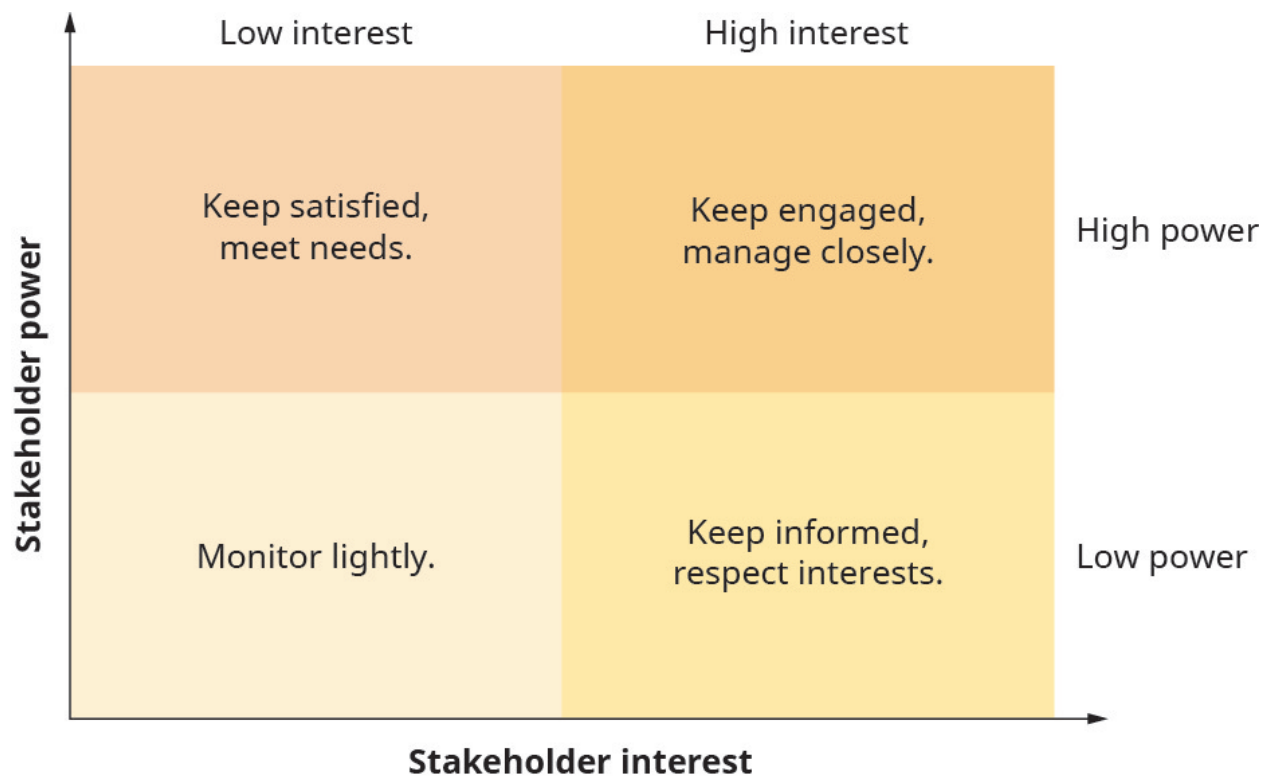 Low interest
High interest
Keep satisfied,
meet needs.
Keep engaged,
manage closely.
High power
Stakeholder power
Monitor lightly.
Keep informed,
respect interests.
Low power
Stakeholder interest